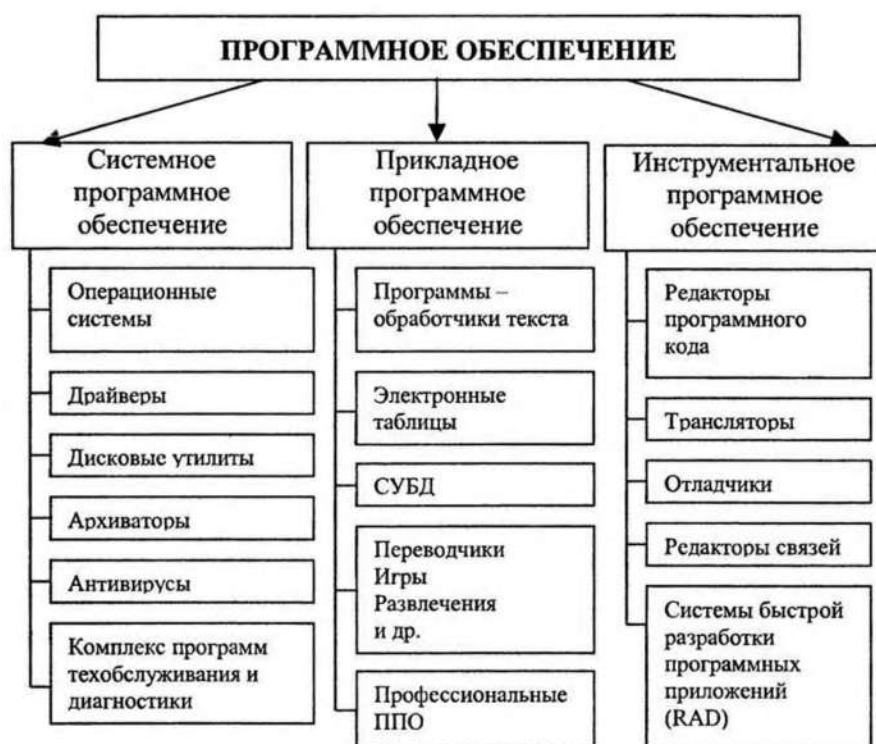 ПРОГРАММНОЕ ОБЕСПЕЧЕНИЕ
Системное
программное
обеспечение
Операционные
системы
Драйверы
Дисковые утилиты
Архиваторы
Антивирусы
Комплекс программ
техобслуживания и
диагностики
Прикладное
программное
обеспечение
Программы –
обработчики текста
Электронные
таблицы
СУБД
Переводчики
Игры
Развлечения
и др.
Профессиональные
ППО
Инструментальное
программное
обеспечение
Редакторы
программного
кода
Трансляторы
Отладчики
Редакторы связей
Системы быстрой
разработки
программных
приложений
(RAD)